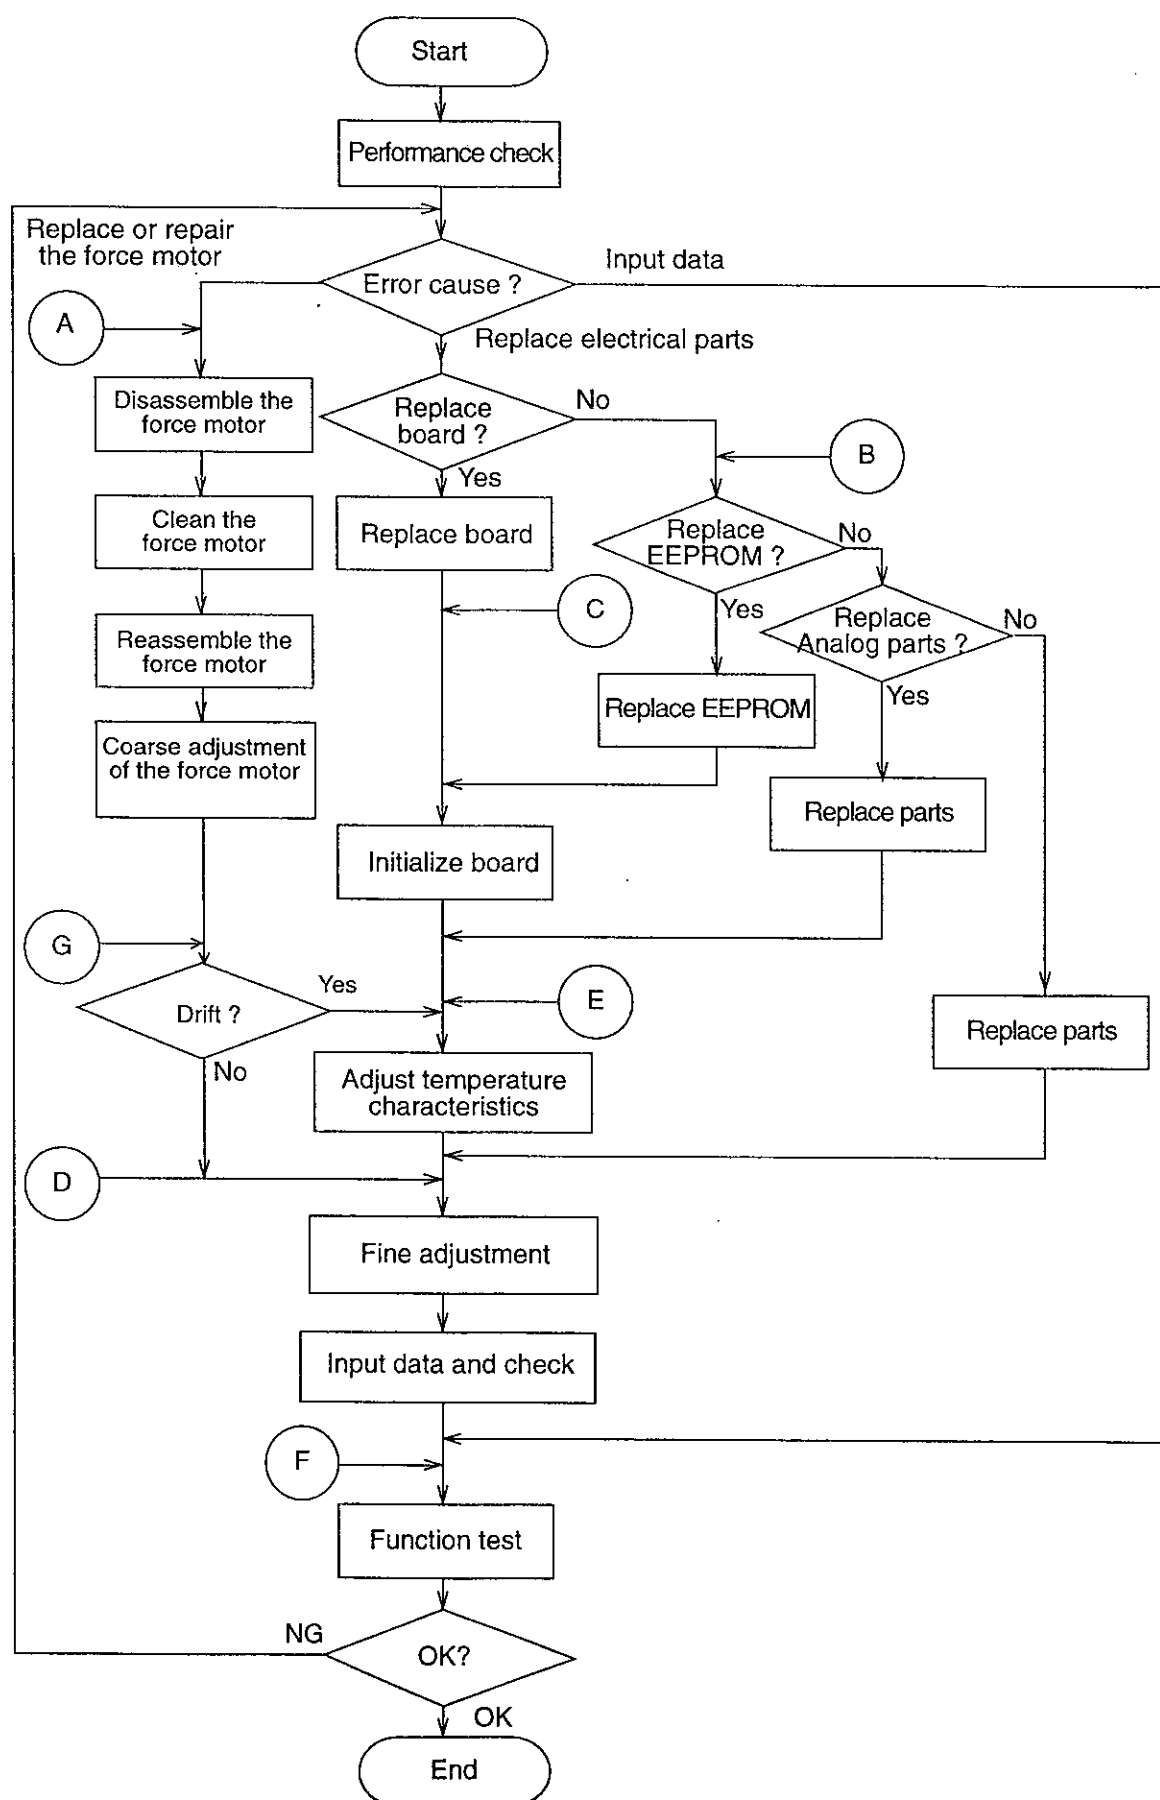 Start
Performance check
Replace or repair
the force motor
Error cause ?
Input data
A
Replace electrical parts
Disassemble the
force motor
Replace
board ?
No
B
Yes
Clean the
force motor
Replace board
Replace
EEPROM ?
No
C
Yes
Replace
Analog parts ?
No
Reassemble the
force motor
Yes
Replace EEPROM
Coarse adjustment
of the force motor
Replace parts
Initialize board
G
Drift ?
Yes
E
Replace parts
No
Adjust temperature
characteristics
D
Fine adjustment
Input data and check
F
Function test
NG
OK?
OK
End